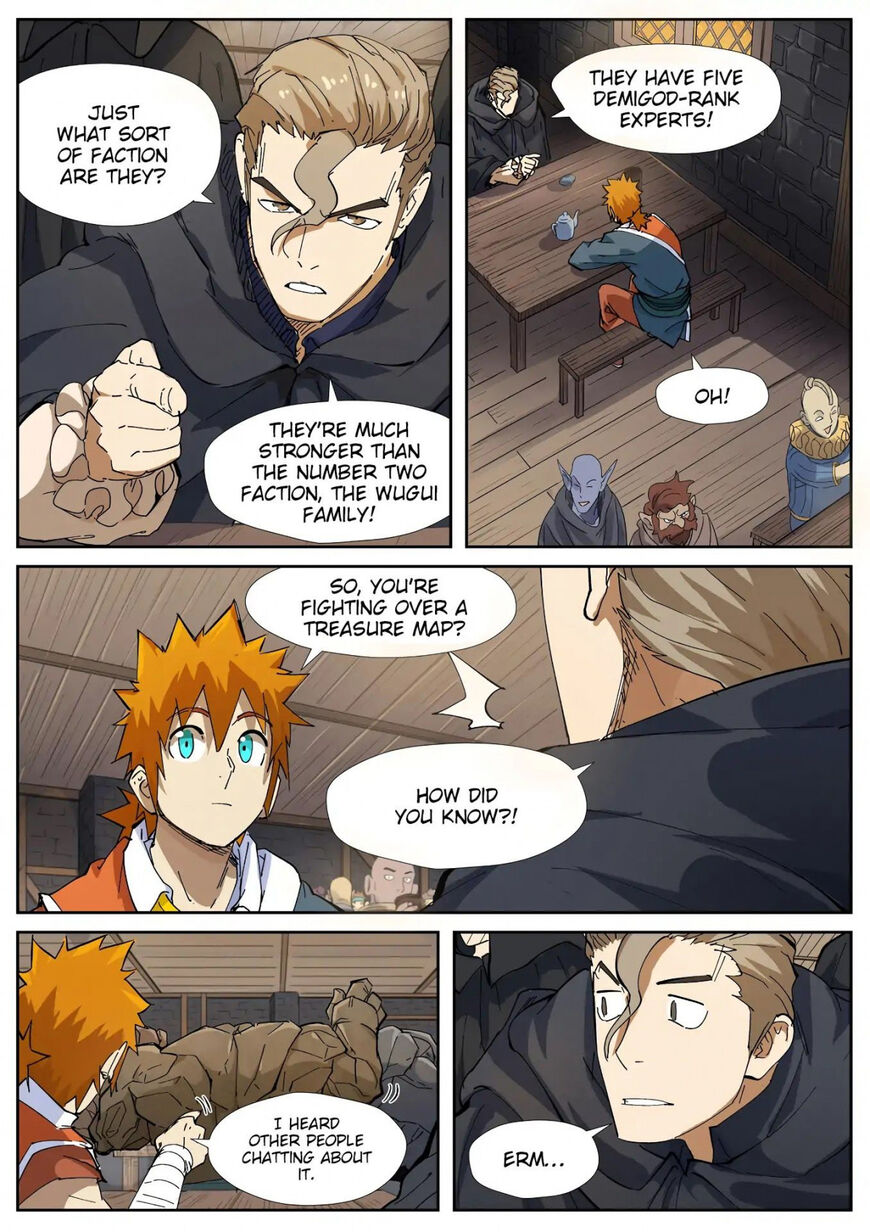 JUST
WHAT SORT
OF FACTION
ARE THEY?
THEY'RE MUCH
STRONGER THAN
THE NUMBER TWO
FACTION, THE WUGUI
FAMILY!
THEY HAVE FIVE
DEMIGOD-RANK
EXPERTS!
OH!
SO, YOU'RE
FIGHTING OVER A
TREASURE MAP?
HOW DID
YOU KNOW?!
I HEARD
OTHER PEOPLE
CHATTING ABOUT
IT.
ERM...